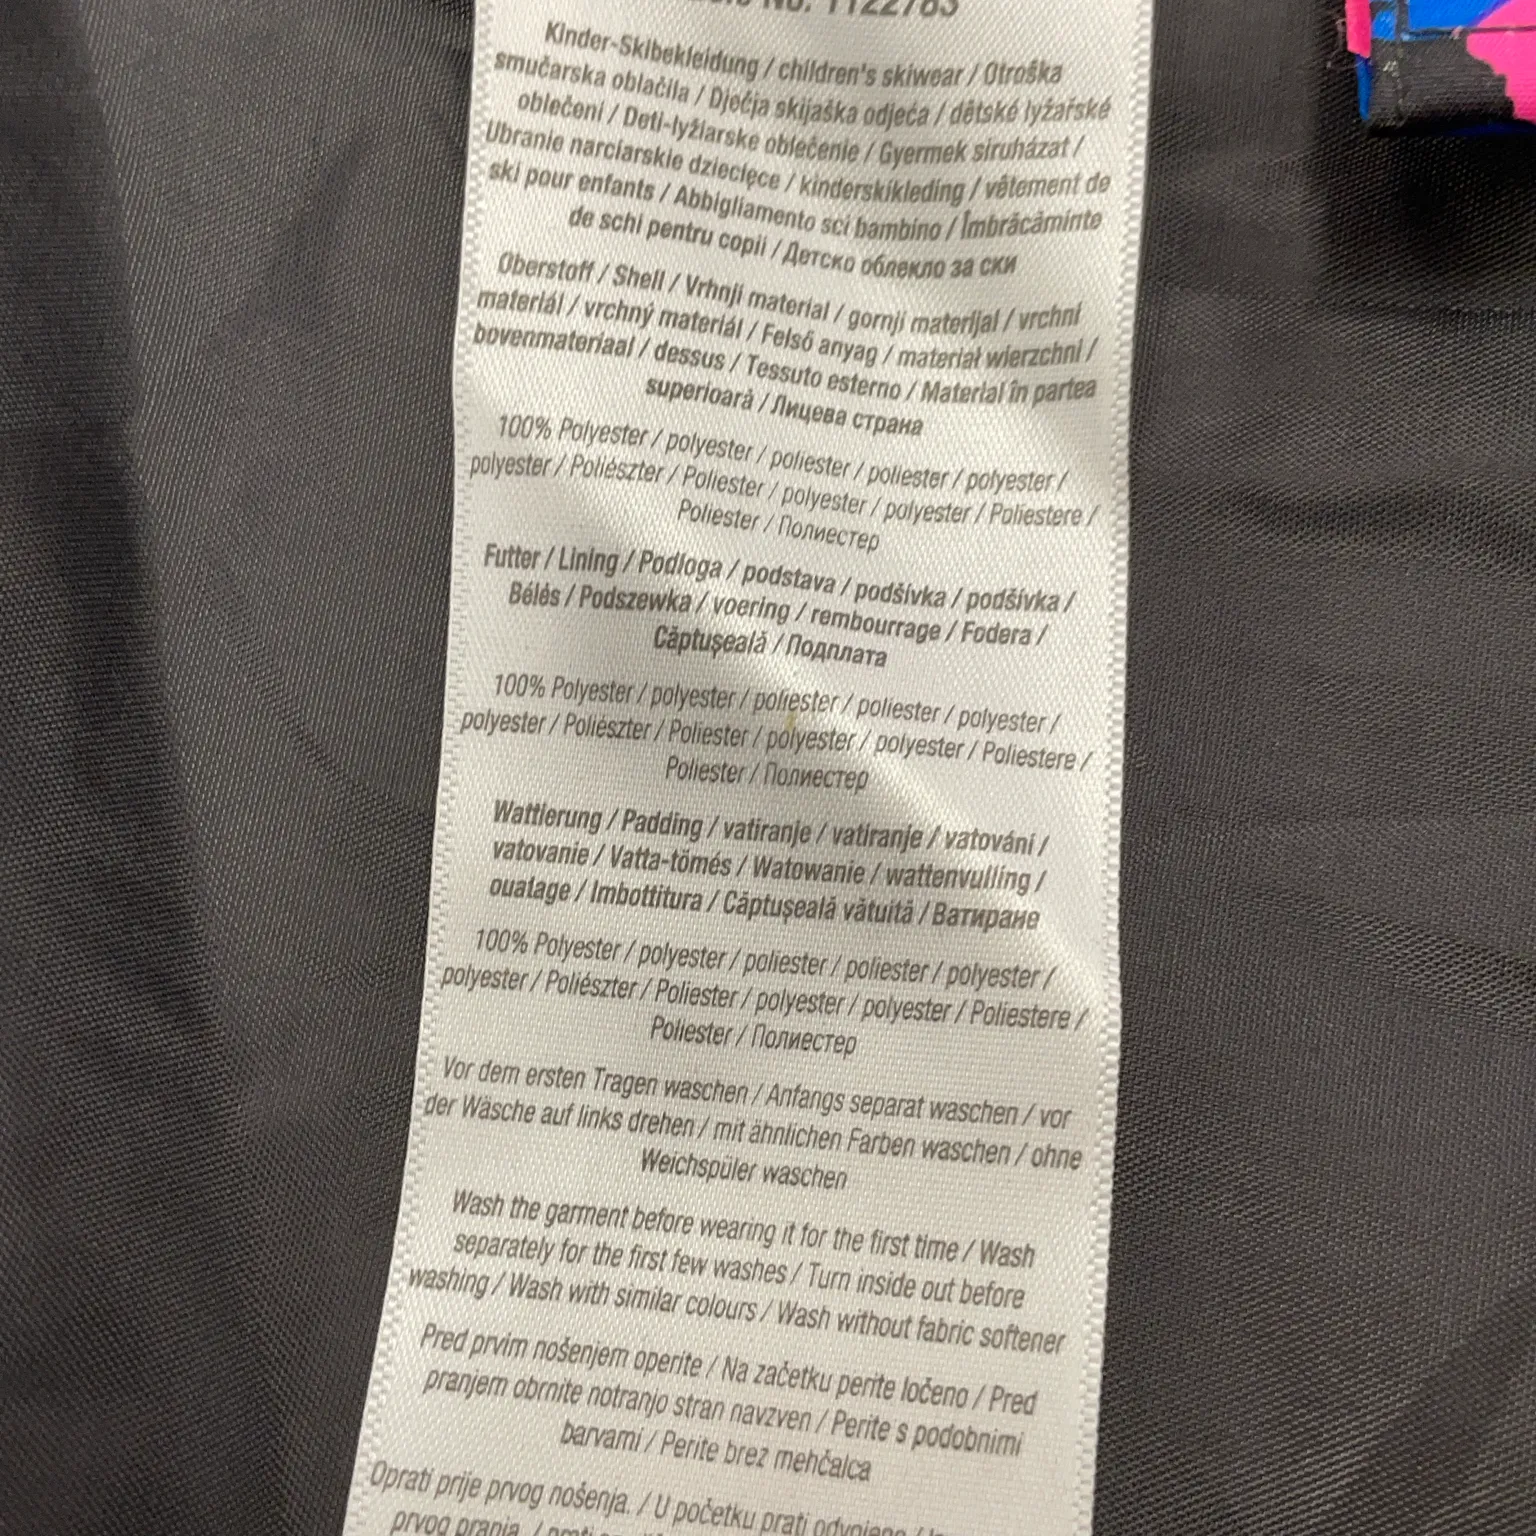 No. 1122783
Kinder-Skibekleidung / children's skiwear / Otroška
smučarska oblačila / Dječja skijaška odjeća / dětské lyžařské
oblečení / Deti-lyžiarske oblečenie / Gyermek síruházat /
Ubranie narciarskie dziecięce / kinderskikleding / vêtement de
ski pour enfants / Abbigliamento sci bambino / Îmbrăcăminte
de schi pentru copii / Детско облекло за ски
Oberstoff / Shell / Vrhnji material / gornji materijal / vrchní
materiál / vrchný materiál / Felső anyag / materiał wierzchni /
bovenmateriaal / dessus / Tessuto esterno / Material în partea
superioară / Лицева страна
100% Polyester / polyester / poliester / poliester / polyester /
polyester / Poliészter / Poliester / polyester / polyester / Poliestere /
Poliester / Полиестер
Futter / Lining / Podloga / podstava / podšívka / podšívka /
Bélés / Podszewka / voering / rembourrage / Fodera /
Căptușeală / Подплата
100% Polyester / polyester / poliester / poliester / polyester /
polyester / Poliészter / Poliester / polyester / polyester / Poliestere /
Poliester / Полиестер
Wattierung / Padding / vatiranje / vatiranje / vatování /
vatovanie / Vatta-tömés / Watowanie / wattenvulling /
ouatage / Imbottitura / Căptușeală vătuită / Ватиране
100% Polyester / polyester / poliester / poliester / polyester /
polyester / Poliészter / Poliester / polyester / polyester / Poliestere /
Poliester / Полиестер
Vor dem ersten Tragen waschen / Anfangs separat waschen / vor
der Wäsche auf links drehen / mit ähnlichen Farben waschen / ohne
Weichspüler waschen
Wash the garment before wearing it for the first time / Wash
separately for the first few washes / Turn inside out before
washing / Wash with similar colours / Wash without fabric softener
Pred prvim nošenjem operite / Na začetku perite ločeno / Pred
pranjem obrnite notranjo stran navzven / Perite s podobnimi
barvami / Perite brez mehčalca
Oprati prije prvog nošenja. / U početku prati odvojeno /
prvog pranja /